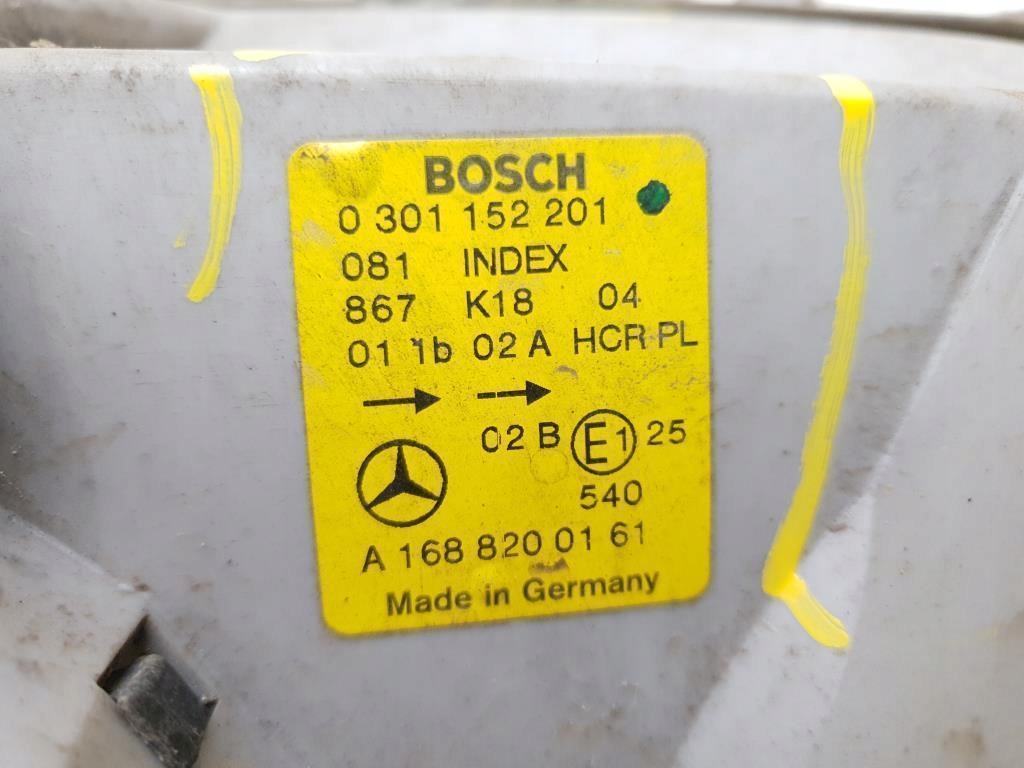 BOSCH
0 301 152 201
081 INDEX
867 K18 04
01 1b 02 A HCR-PL
02 B E1 25
540
A 168 820 01 61
Made in Germany